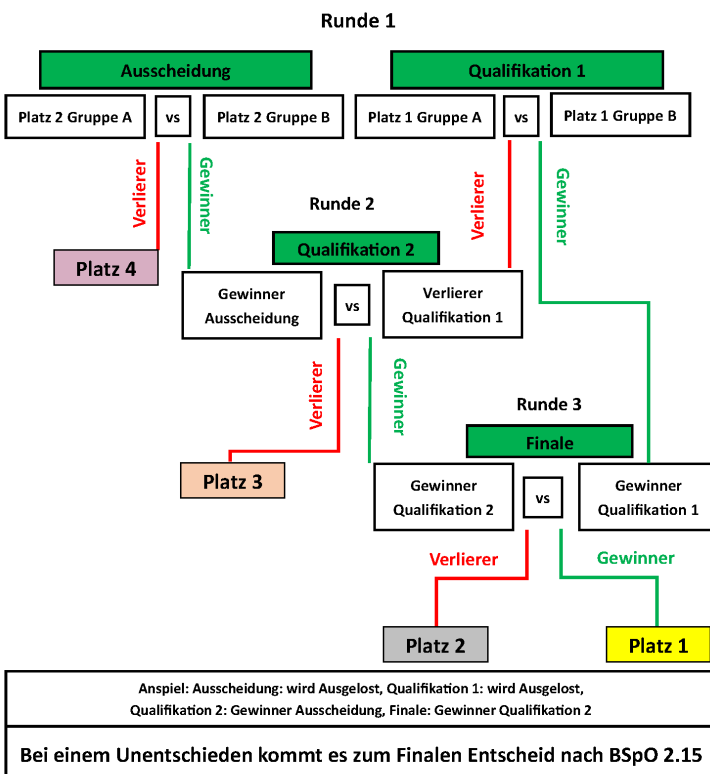 Runde 1
Ausscheidung
Qualifikation 1
Platz 2 Gruppe A
vs
Platz 2 Gruppe B
Platz 1 Gruppe A
vs
Platz 1 Gruppe B
Verlierer
Gewinner
Verlierer
Gewinner
Runde 2
Qualifikation 2
Platz 4
Gewinner
Ausscheidung
vs
Verlierer
Qualifikation 1
Verlierer
Gewinner
Runde 3
Finale
Platz 3
Gewinner
Qualifikation 2
vs
Gewinner
Qualifikation 1
Verlierer
Gewinner
Platz 2
Platz 1
Anspiel: Ausscheidung: wird Ausgelost, Qualifikation 1: wird Ausgelost,
Qualifikation 2: Gewinner Ausscheidung, Finale: Gewinner Qualifikation 2
Bei einem Unentschieden kommt es zum Finalen Entscheid nach BSpO 2.15